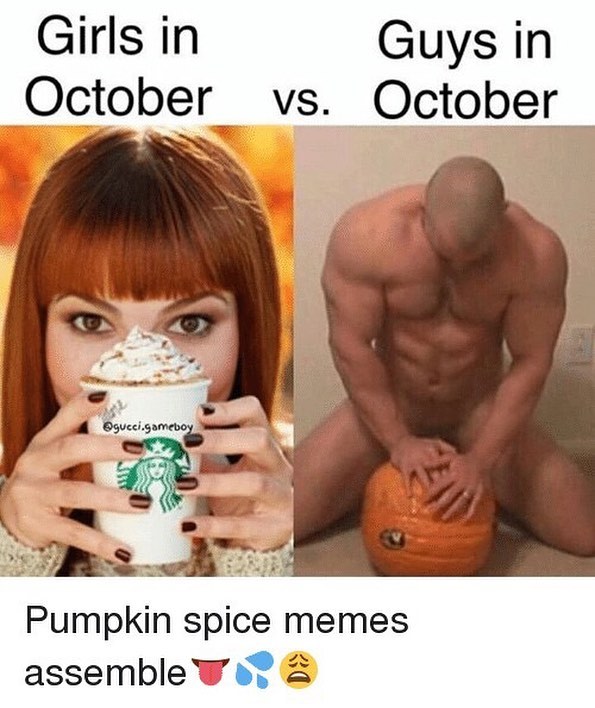 Girls in
October
vs.
Guys in
October
@gucci.gameboy
Pumpkin spice memes
assemble👅💦😩